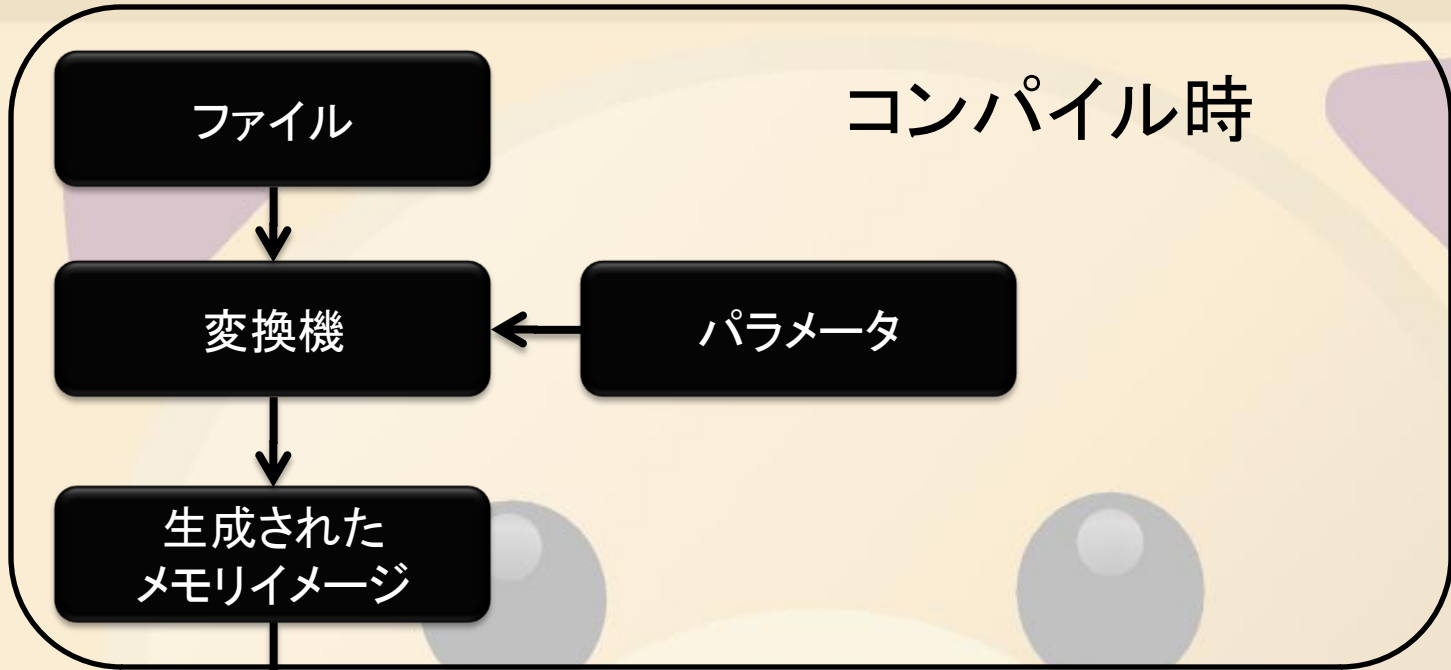 コンパイル時
ファイル
変換機
パラメータ
生成された
メモリイメージ